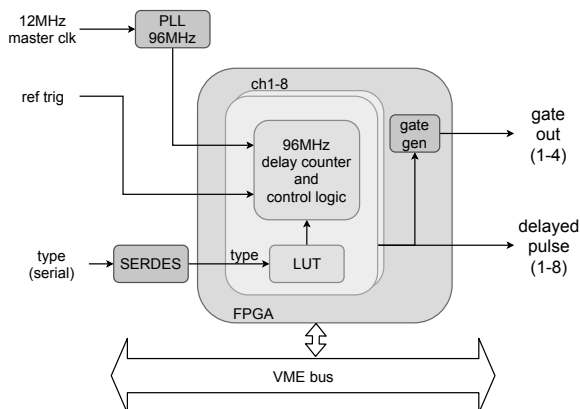 12MHz
master clk
PLL
96MHz
ch1-8
ref trig
96MHz
delay counter
and
control logic
gate
gen
gate
out
(1-4)
delayed
pulse
(1-8)
type
(serial)
SERDES
type
LUT
FPGA
VME bus